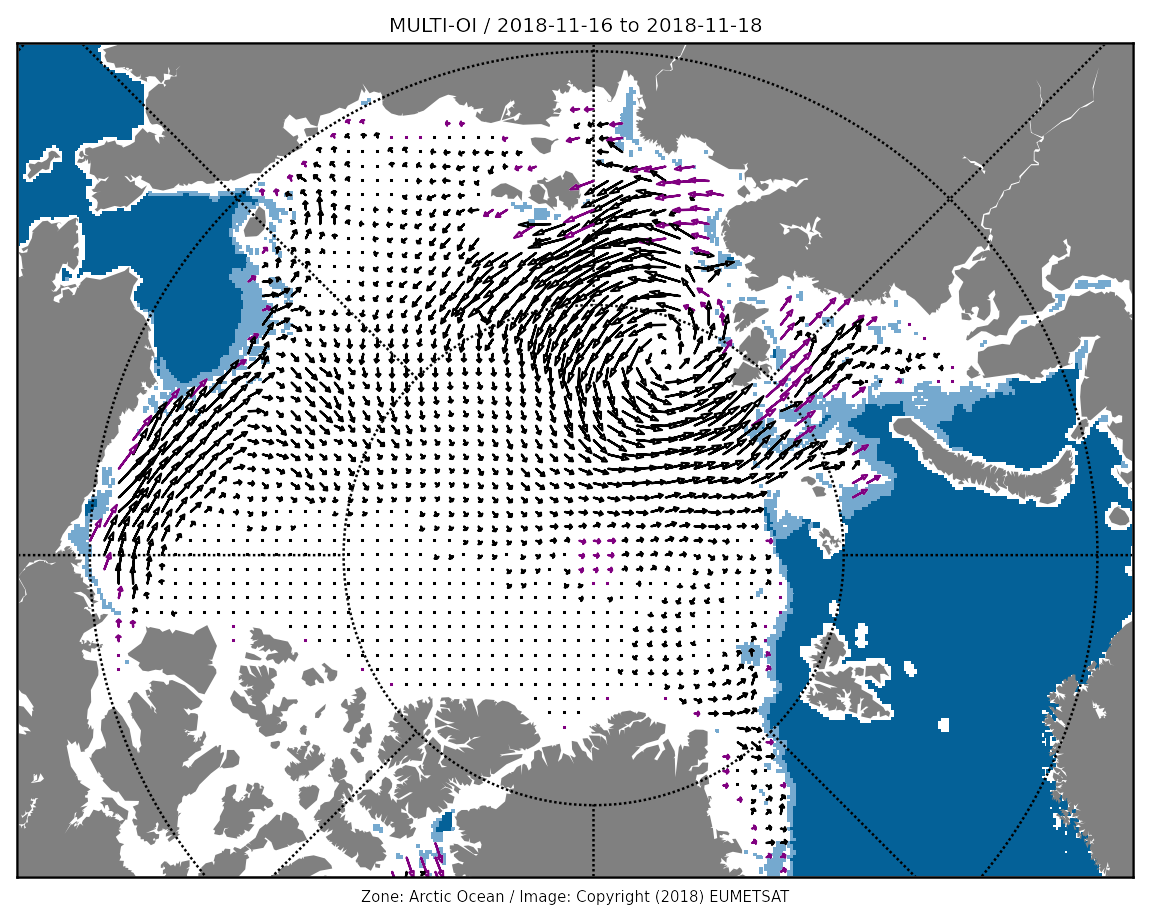 MULTI-OI / 2018-11-16 to 2018-11-18
Zone: Arctic Ocean / Image: Copyright (2018) EUMETSAT